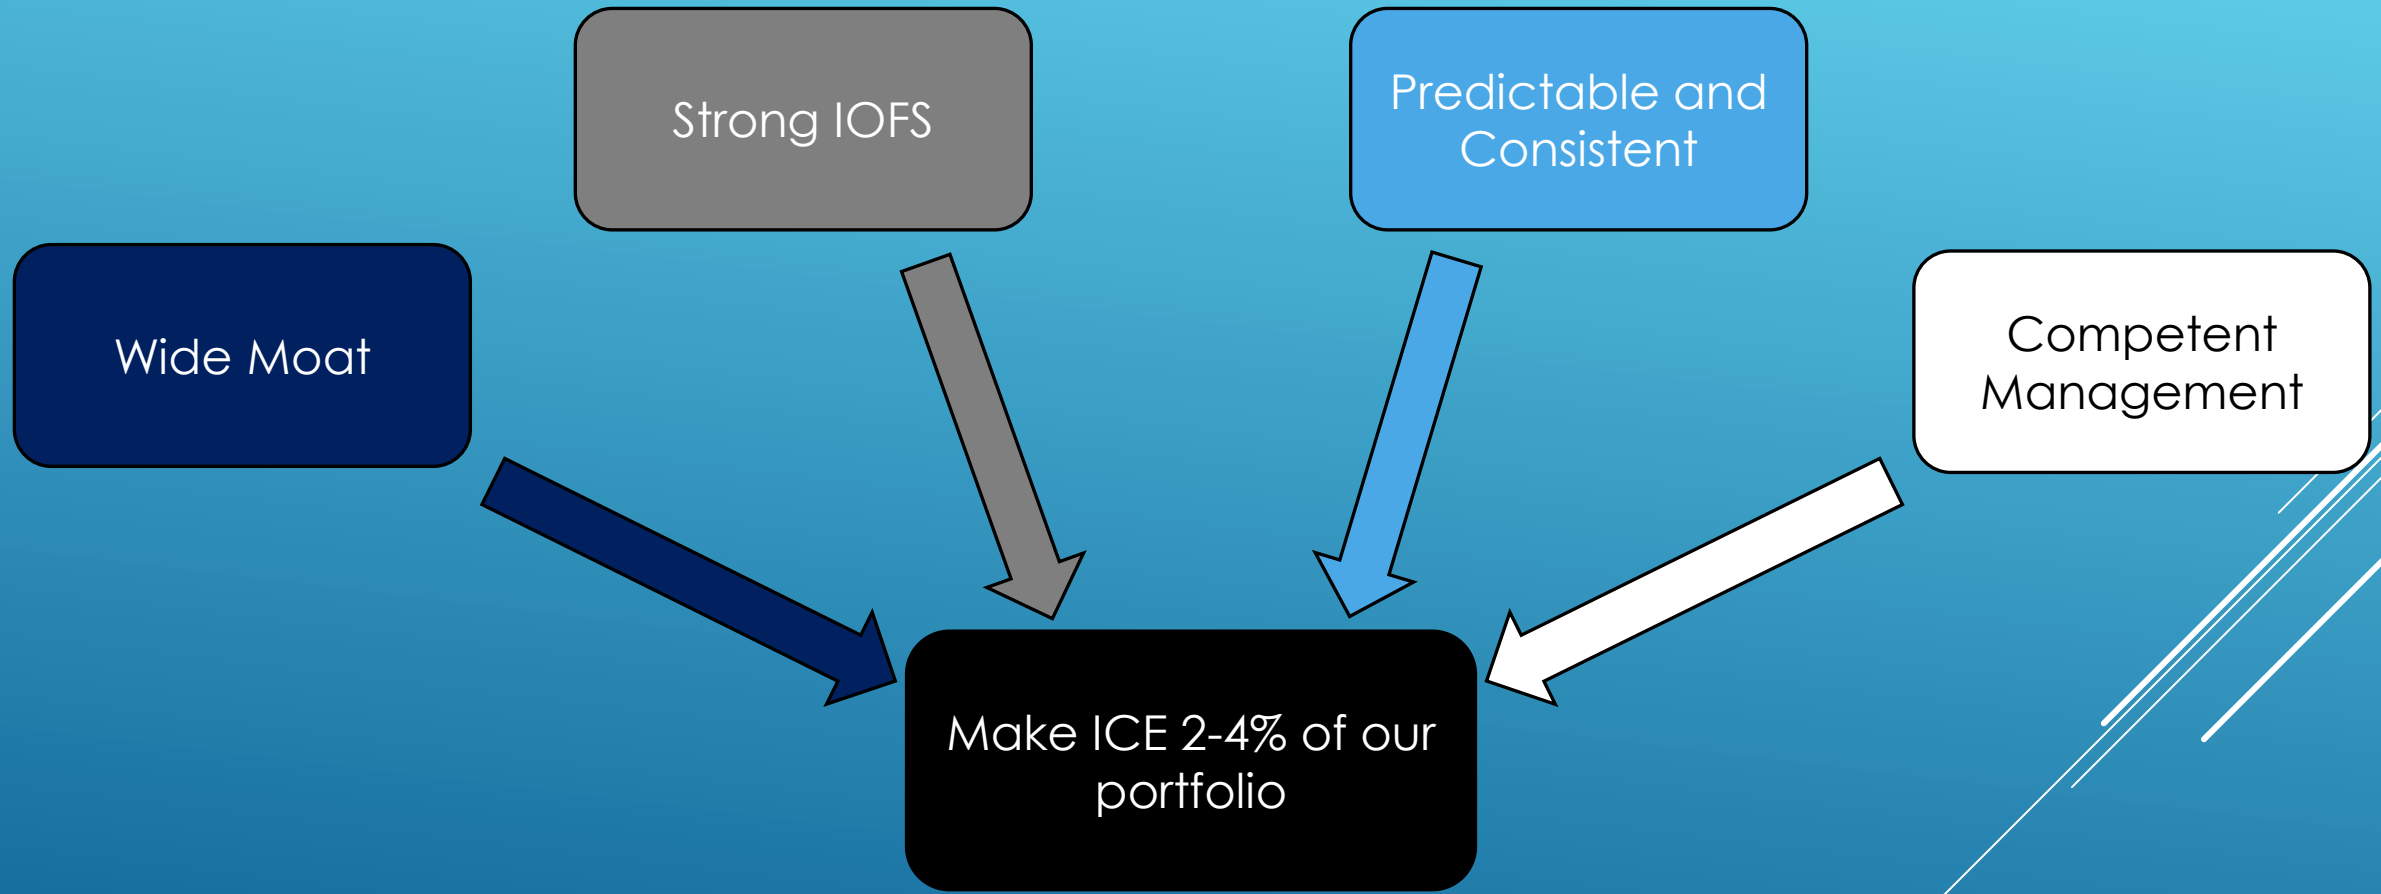 Strong IOFS
Predictable and
Consistent
Wide Moat
Competent
Management
Make ICE 2-4% of our
portfolio